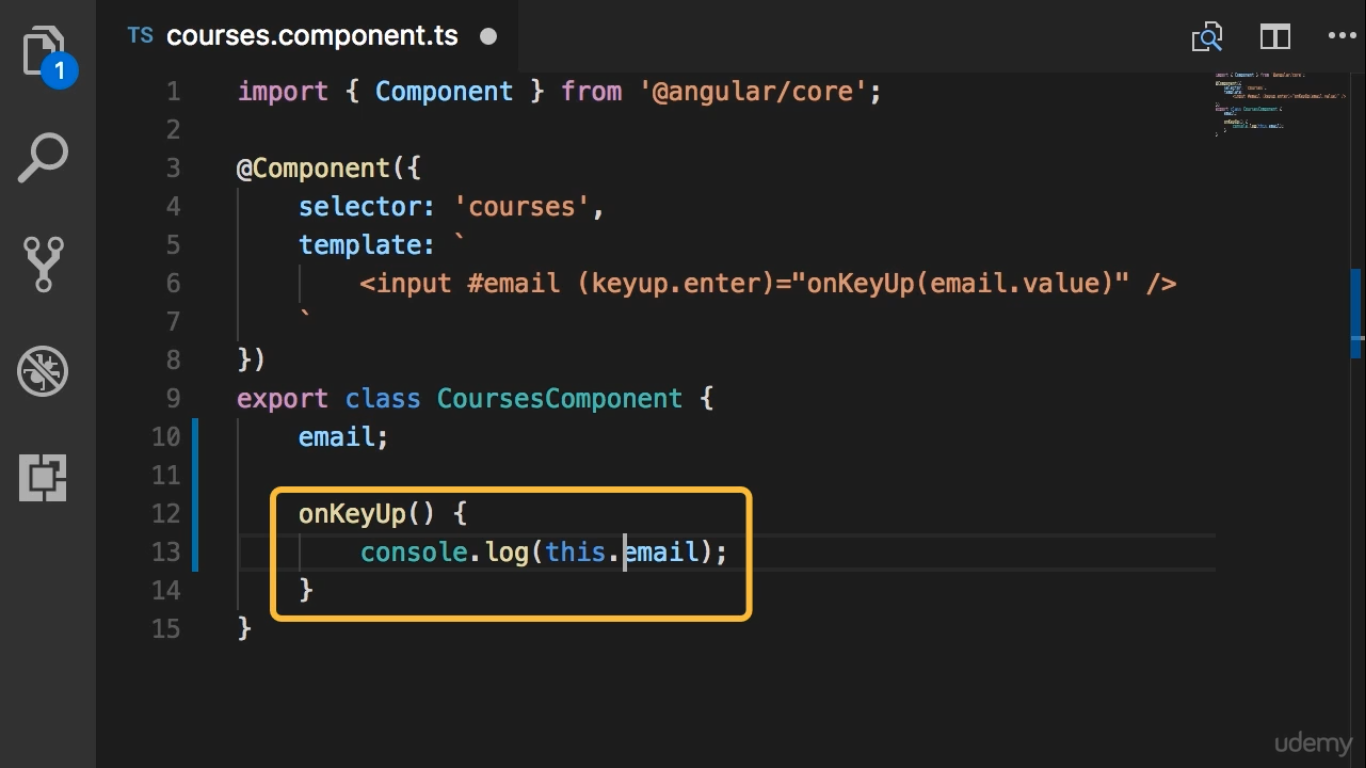 TS courses.component.ts
1
1 import { Component } from '@angular/core';
2
3 @Component({
4 selector: 'courses',
5 template: `
6 <input #email (keyup.enter)="onKeyUp(email.value)" />
7 `
8 })
9 export class CoursesComponent {
10 email;
11
12 onKeyUp() {
13 console.log(this.email);
14 }
15 }
udemy